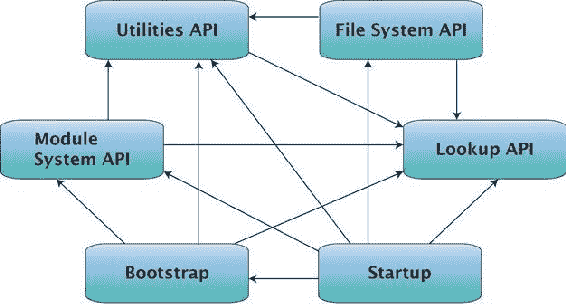 Utilities API
File System API
Module
System API
Lookup API
Bootstrap
Startup